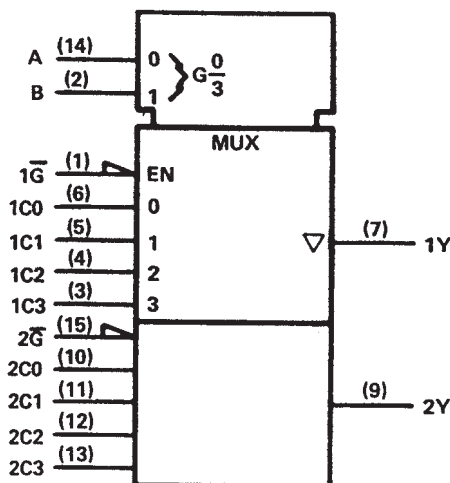 A (14) 0 G 0/3
B (2) 1
MUX
1G̅ (1) EN
1C0 (6) 0
1C1 (5) 1 ▽ (7) 1Y
1C2 (4) 2
1C3 (3) 3
2G̅ (15)
2C0 (10)
2C1 (11) (9) 2Y
2C2 (12)
2C3 (13)